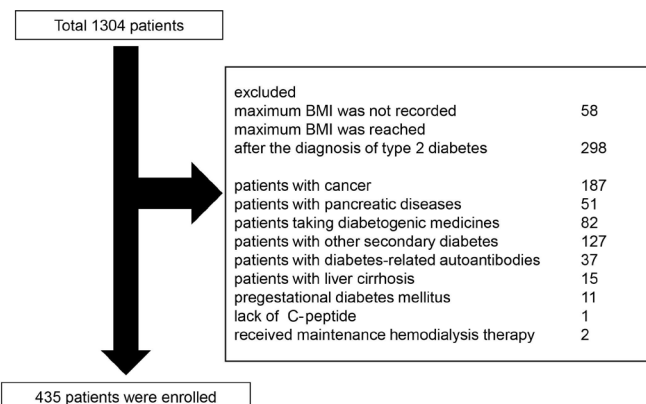 Total 1304 patients
excluded
maximum BMI was not recorded 58
maximum BMI was reached
after the diagnosis of type 2 diabetes 298
patients with cancer 187
patients with pancreatic diseases 51
patients taking diabetogenic medicines 82
patients with other secondary diabetes 127
patients with diabetes-related autoantibodies 37
patients with liver cirrhosis 15
pregestational diabetes mellitus 11
lack of C-peptide 1
received maintenance hemodialysis therapy 2
435 patients were enrolled